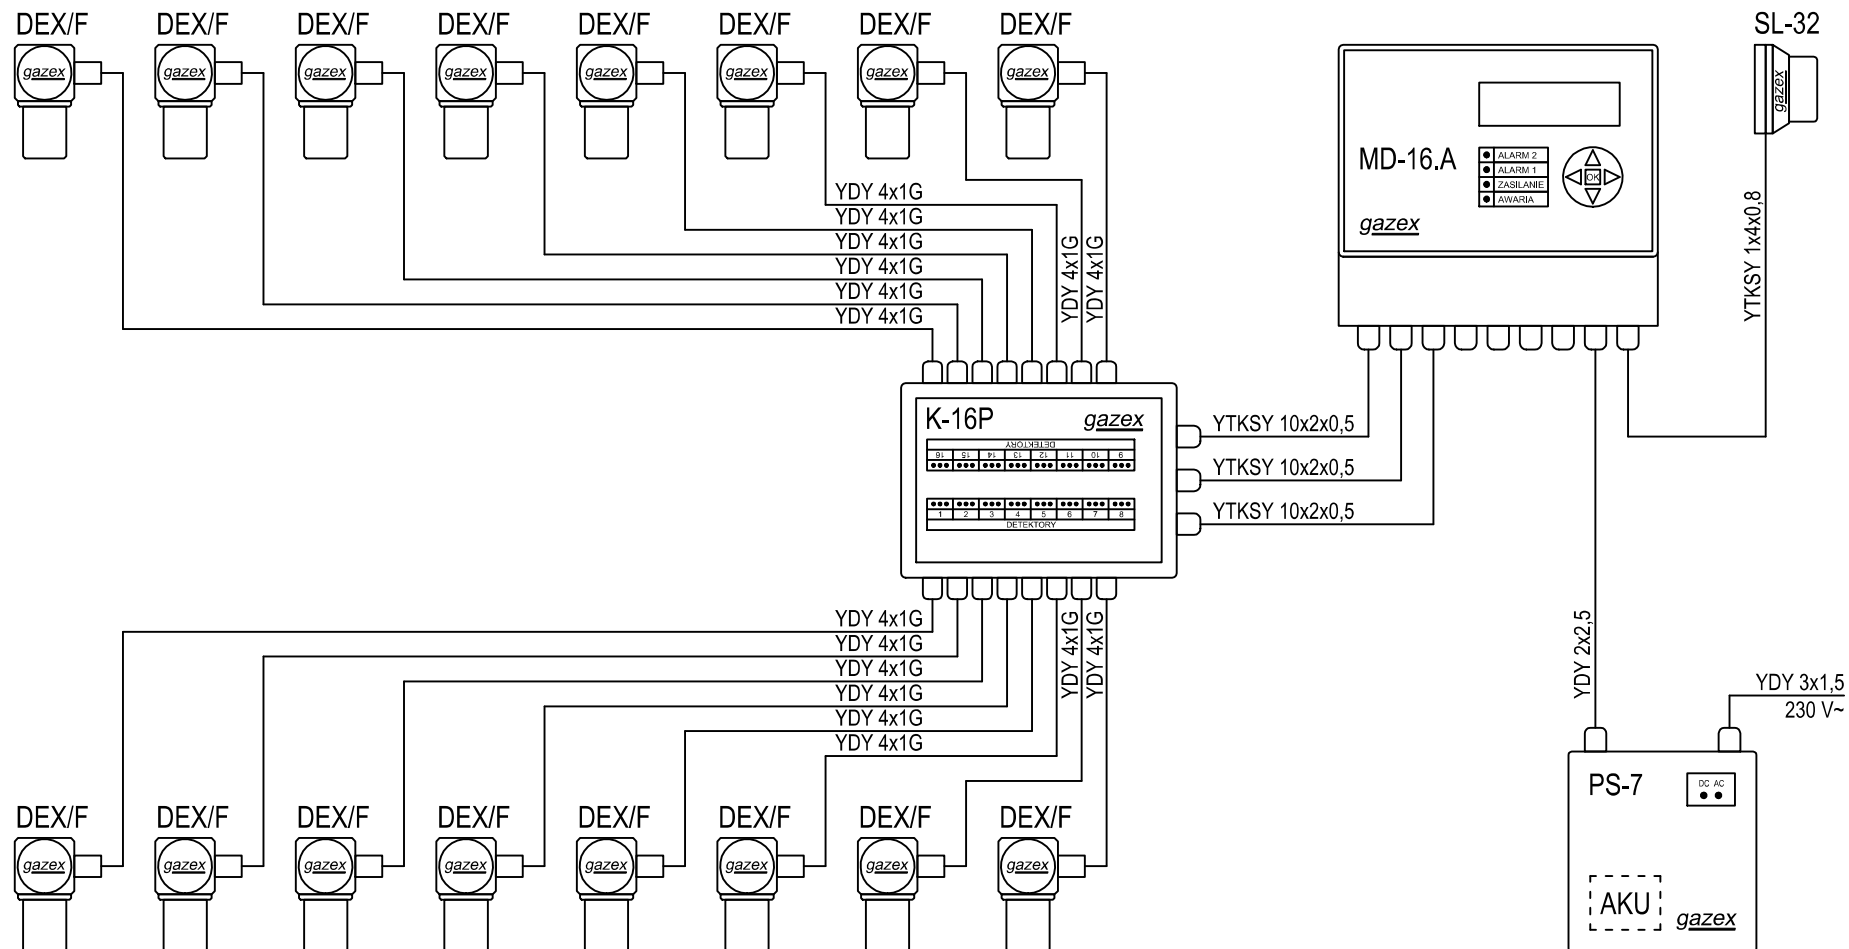 DEX/F DEX/F DEX/F DEX/F DEX/F DEX/F DEX/F DEX/F
SL-32
gazex gazex gazex gazex gazex gazex gazex gazex
gazex
MD-16.A
ALARM 2
ALARM 1
ZASILANIE
AWARIA
OK
gazex
YTKSY 1x4x0,8
YDY 4x1G
YDY 4x1G
YDY 4x1G
YDY 4x1G
YDY 4x1G
YDY 4x1G
YDY 4x1G
YDY 4x1G
K-16P
gazex
DETEKTORY
16 15 14 13 12 11 10 9
1 2 3 4 5 6 7 8
DETEKTORY
YTKSY 10x2x0,5
YTKSY 10x2x0,5
YTKSY 10x2x0,5
YDY 4x1G
YDY 4x1G
YDY 4x1G
YDY 4x1G
YDY 4x1G
YDY 4x1G
YDY 4x1G
YDY 4x1G
YDY 2x2,5
YDY 3x1,5
230 V~
PS-7
DC AC
AKU
gazex
DEX/F DEX/F DEX/F DEX/F DEX/F DEX/F DEX/F DEX/F
gazex gazex gazex gazex gazex gazex gazex gazex